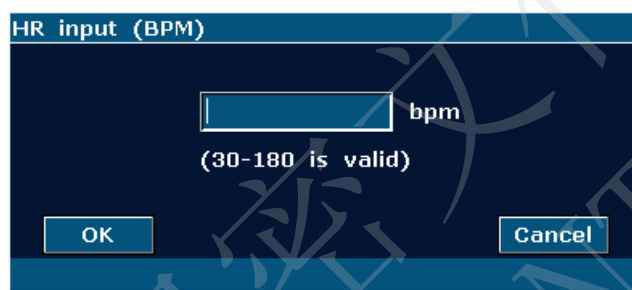 HR input (BPM)
bpm
(30-180 is valid)
OK
Cancel